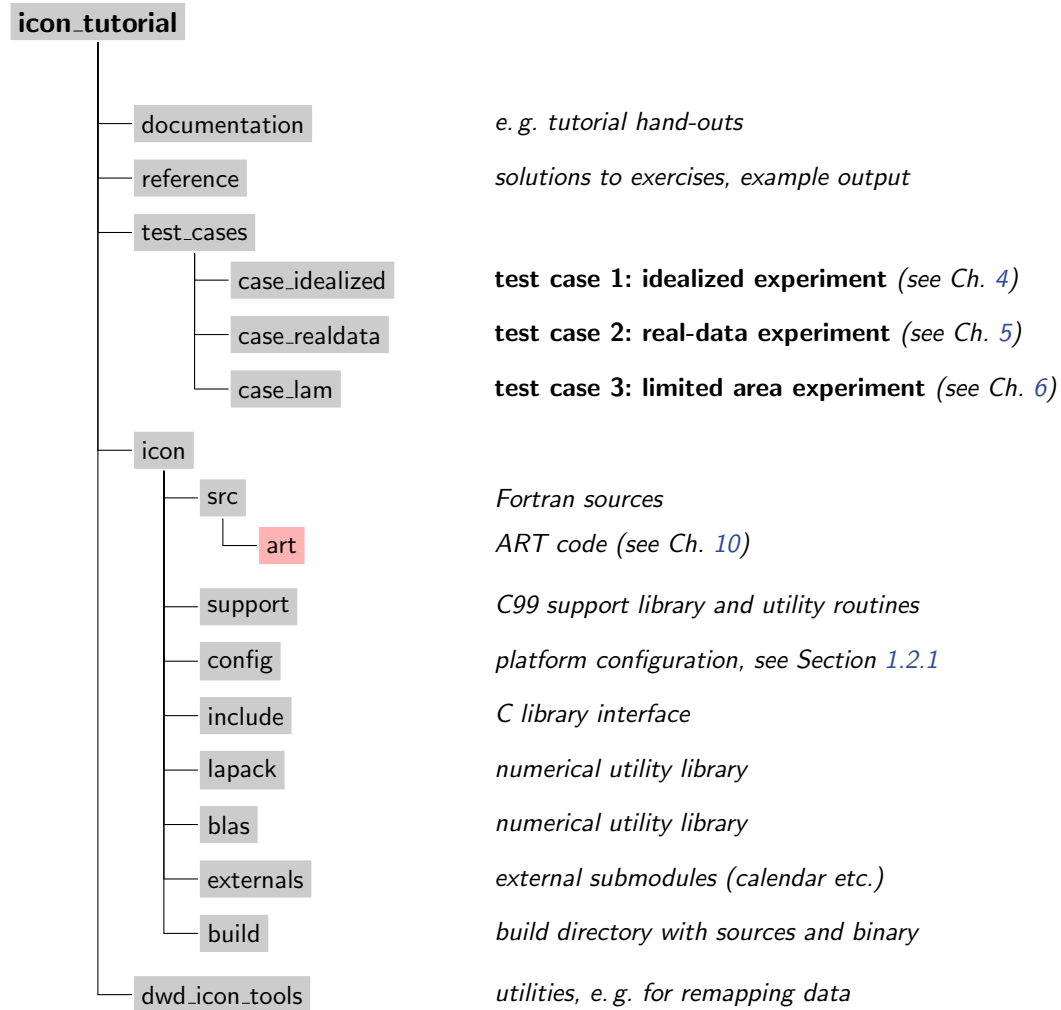 icon_tutorial
documentation e. g. tutorial hand-outs
reference solutions to exercises, example output
test_cases
case_idealized test case 1: idealized experiment (see Ch. 4)
case_realdata test case 2: real-data experiment (see Ch. 5)
case_lam test case 3: limited area experiment (see Ch. 6)
icon
src Fortran sources
art ART code (see Ch. 10)
support C99 support library and utility routines
config platform configuration, see Section 1.2.1
include C library interface
lapack numerical utility library
blas numerical utility library
externals external submodules (calendar etc.)
build build directory with sources and binary
dwd_icon_tools utilities, e. g. for remapping data